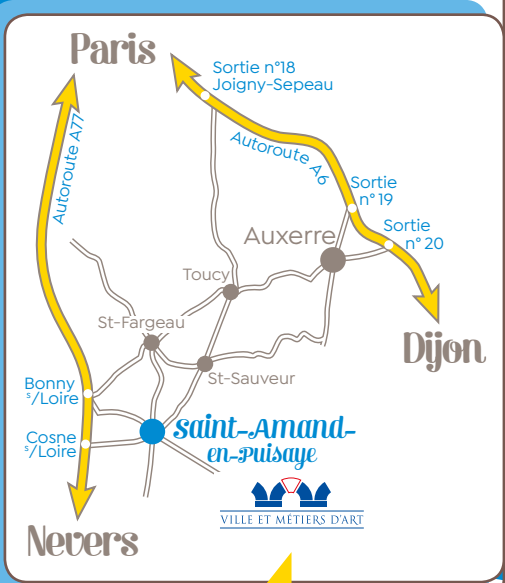 Paris
Sortie n°18
Joigny-Sepeau
Autoroute A77
Autoroute A6
Sortie
n° 19
Sortie
n° 20
Auxerre
Toucy
St-Fargeau
Dijon
St-Sauveur
Bonny
s/Loire
Saint-Amand-
en-Puisaye
Cosne
s/Loire
VILLE ET MÉTIERS D'ART
Nevers